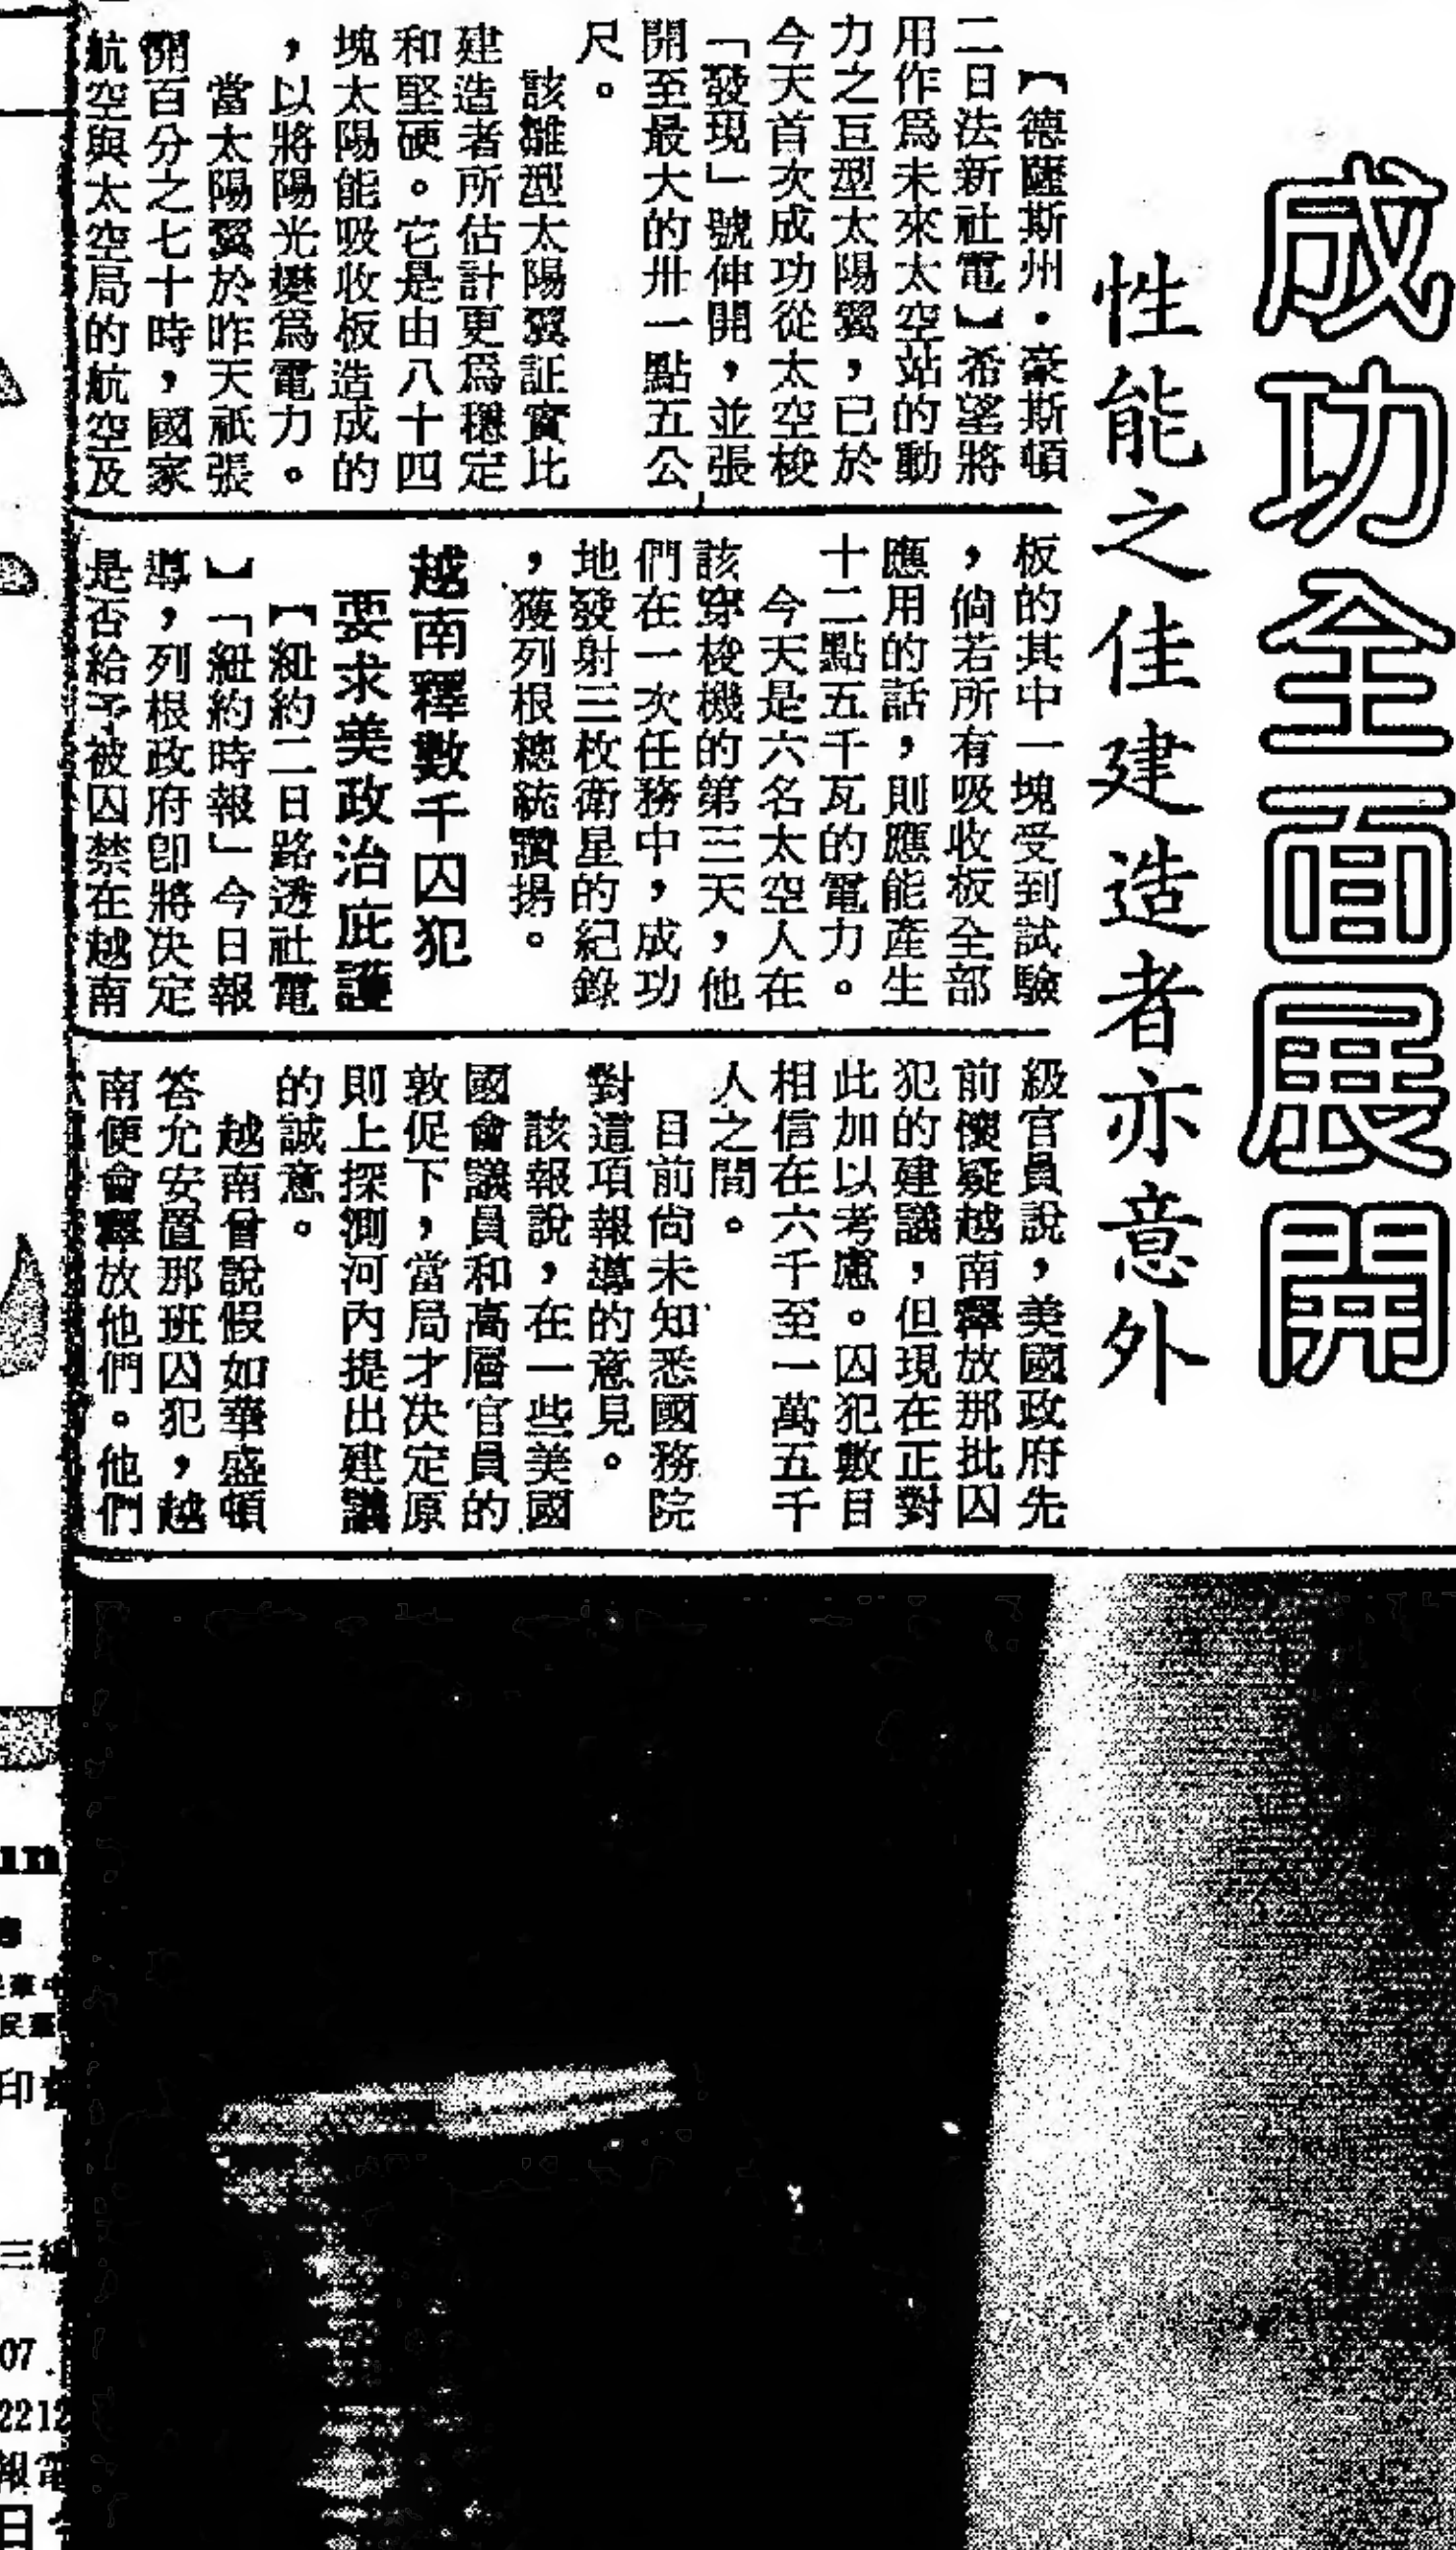 成功全面展開
性能之佳建造者亦意外
【德薩斯州・豪斯頓
二日法新社電】希望將
用作爲未來太空站的動
力之巨型太陽翼，已於
今天首次成功從太空梭
「發現」號伸開，並張
開至最大的卅一點五公
尺。
該雛型太陽翼証實比
建造者所估計更爲穩定
和堅硬。它是由八十四
塊太陽能吸收板造成的
，以將陽光變爲電力。
當太陽翼於昨天祇張
開百分之七十時，國家
航空與太空局的航空及
板的其中一塊受到試驗
，倘若所有吸收板全部
應用的話，則應能產生
十二點五千瓦的電力。
今天是六名太空人在
該穿梭機的第三天，他
們在一次任務中，成功
地發射三枚衛星的紀錄
，獲列根總統讚揚。
越南釋數千囚犯
要求美政治庇護
【紐約二日路透社電
】「紐約時報」今日報
導，列根政府卽將決定
是否給予被囚禁在越南
級官員說，美國政府先
前懷疑越南釋放那批囚
犯的建議，但現在正對
此加以考慮。囚犯數目
相信在六千至一萬五千
人之間。
目前尚未知悉國務院
對這項報導的意見。
該報說，在一些美國
國會議員和高層官員的
敦促下，當局才決定原
則上探測河內提出建議
的誠意。
越南曾說假如華盛頓
答允安置那班囚犯，越
南便會釋放他們。他們
印
三
07
2212
報電
日